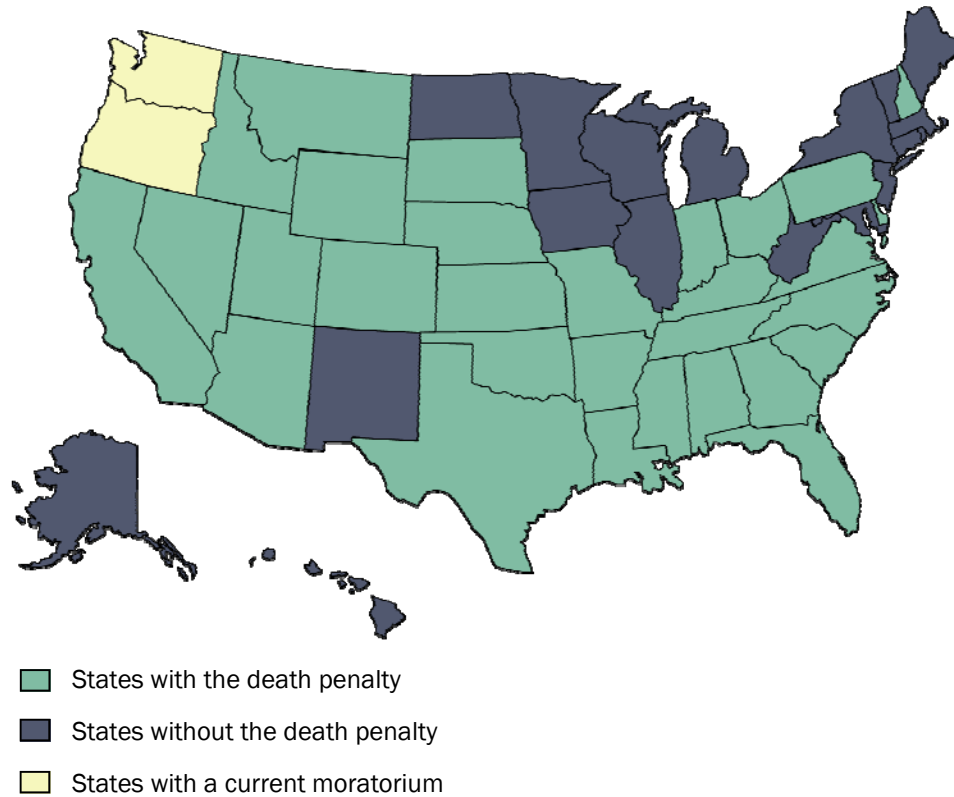 States with the death penalty
States without the death penalty
States with a current moratorium